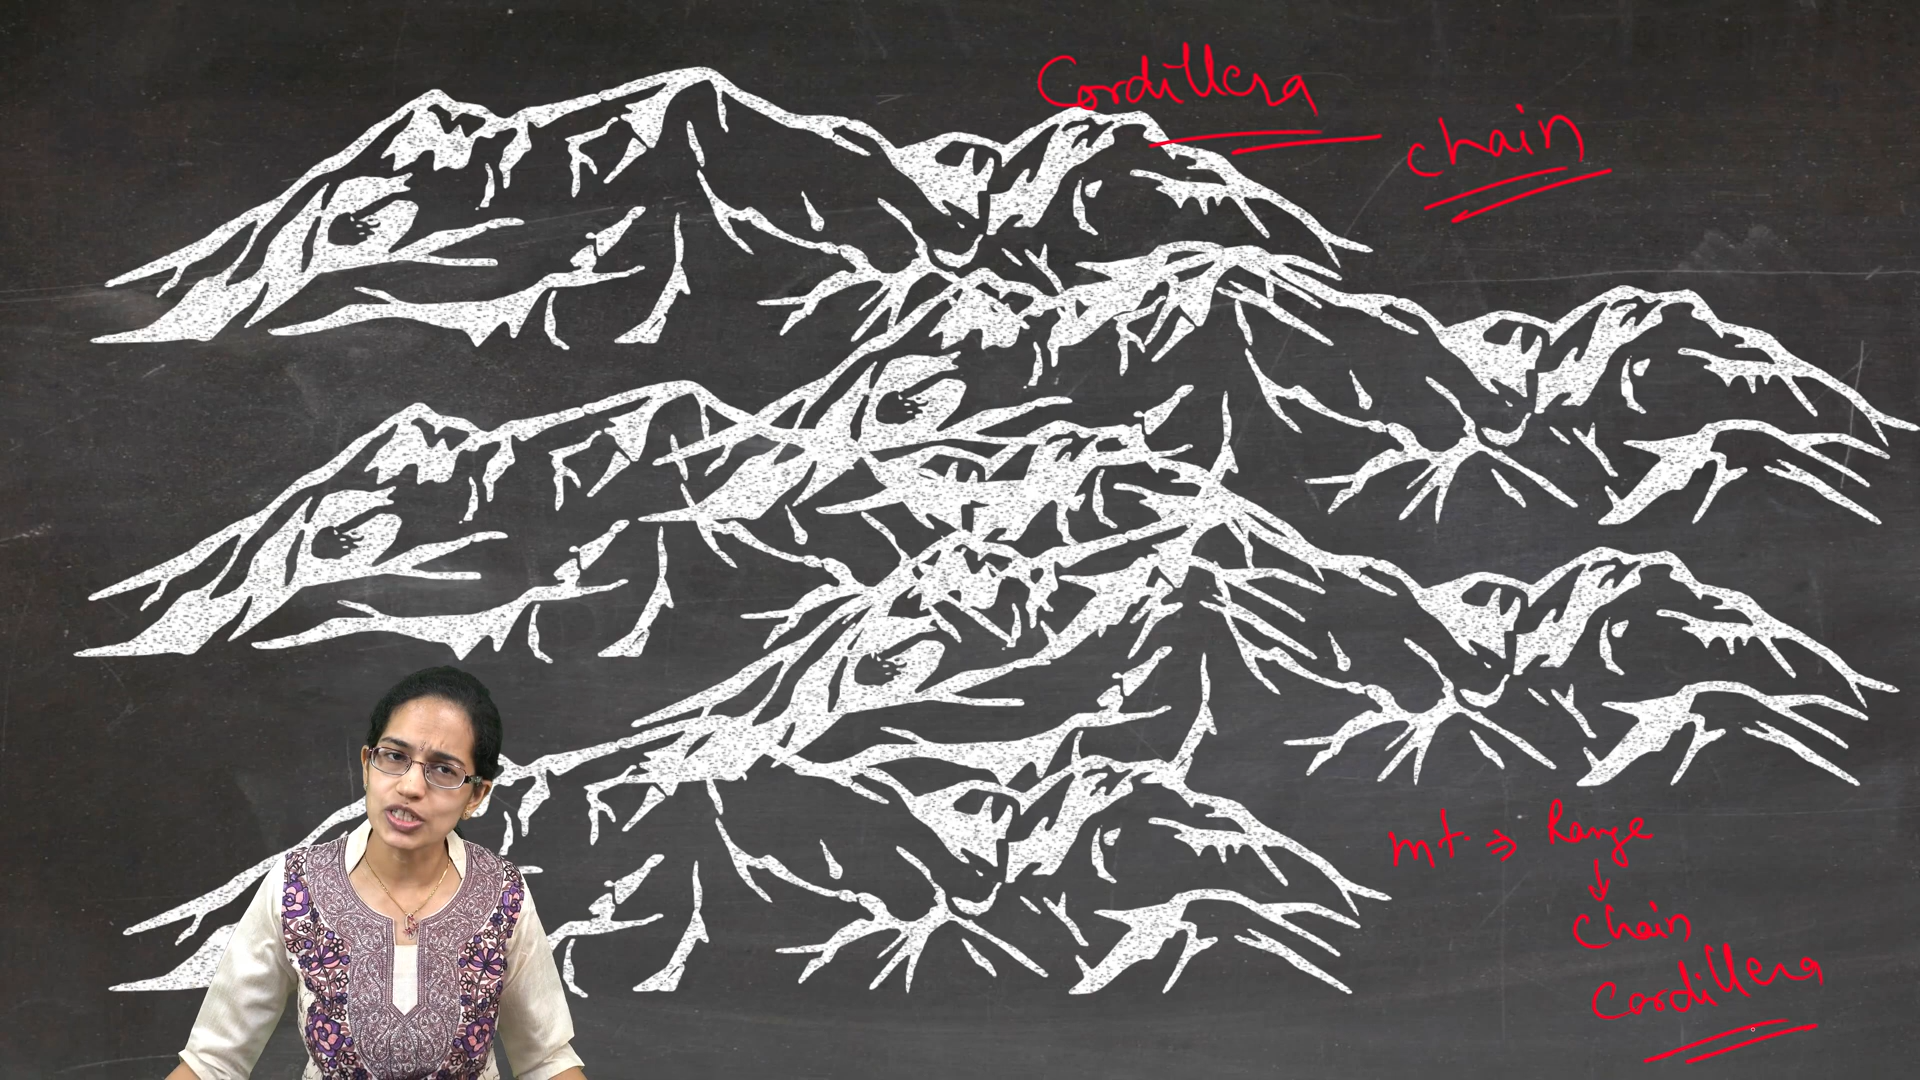 Cordillera
chain
mt. ⇒ Range
↓
chain
Cordillera